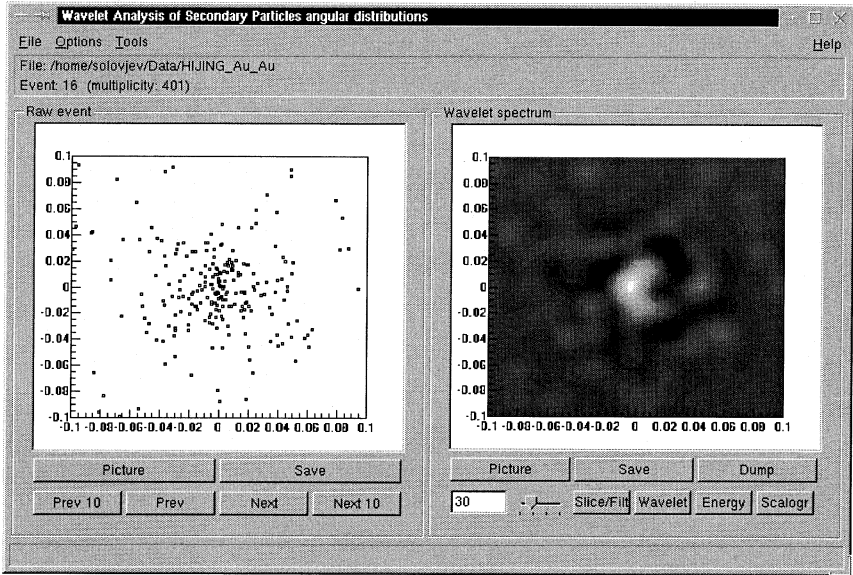 Wavelet Analysis of Secondary Particles angular distributions
File Options Tools Help
File: /home/solovjev/Data/HIJING_Au_Au
Event: 16 (multiplicity: 401)
Raw event
0.1
0.08
0.06
0.04
0.02
0
-0.02
-0.04
-0.06
-0.08
-0.1
-0.1 -0.08 -0.06 -0.04 -0.02 0 0.02 0.04 0.06 0.08 0.1
Picture Save
Prev 10 Prev Next Next 10
Wavelet spectrum
0.1
0.08
0.06
0.04
0.02
0
-0.02
-0.04
-0.06
-0.08
-0.1
-0.1 -0.08 -0.06 -0.04 -0.02 0 0.02 0.04 0.06 0.08 0.1
Picture Save Dump
30 Slice/Filt Wavelet Energy Scalogr